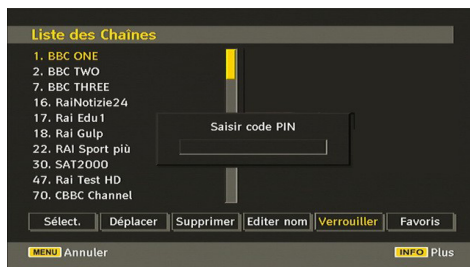 Liste des Chaînes
1. BBC ONE
2. BBC TWO
7. BBC THREE
16. RaiNotizie24
17. Rai Edu1
18. Rai Gulp
22. RAI Sport più
30. SAT2000
47. Rai Test HD
70. CBBC Channel
Saisir code PIN
Sélect. Déplacer Supprimer Editer nom Verrouiller Favoris
MENU Annuler INFO Plus